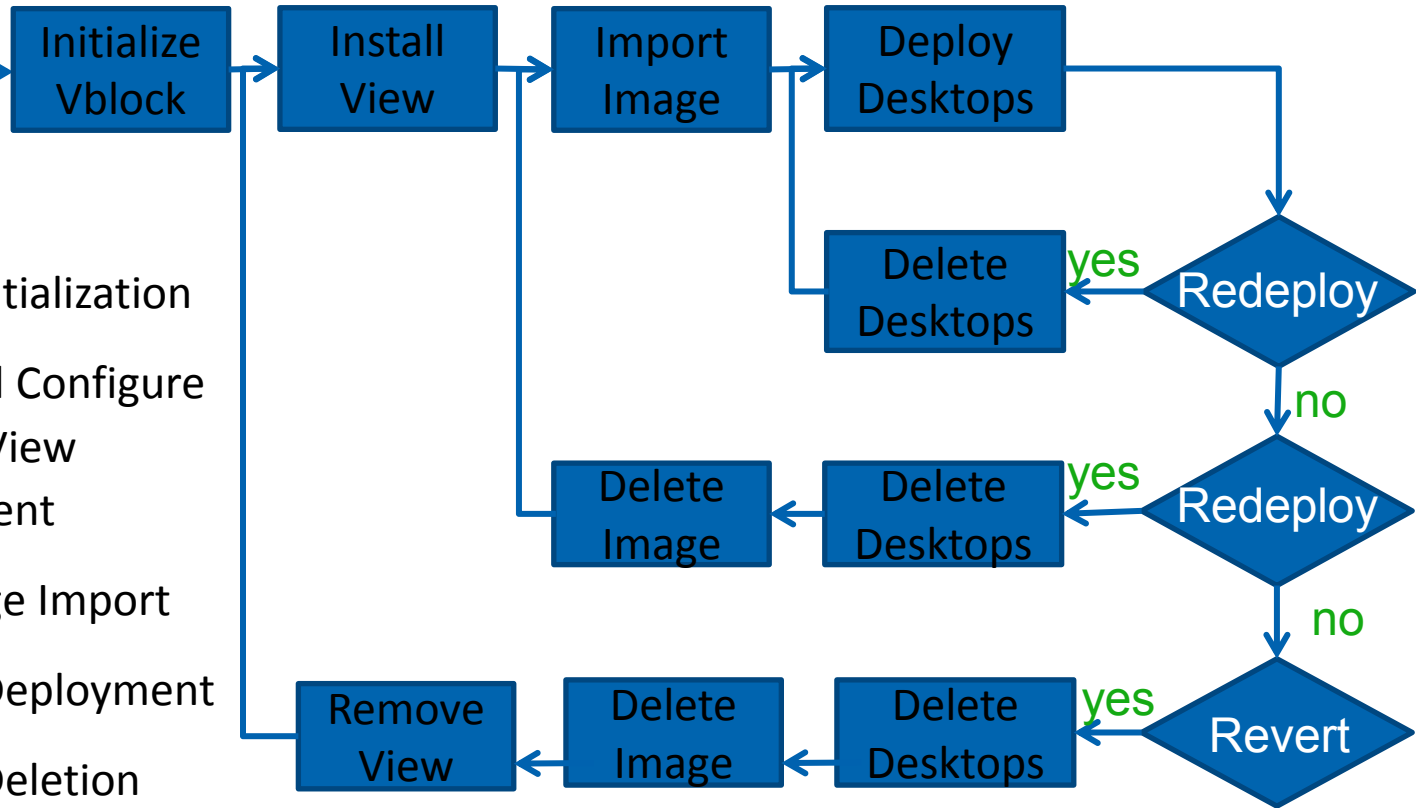 Initialize
Vblock
Install
View
Import
Image
Deploy
Desktops
Delete
Desktops
yes
Redeploy
no
Delete
Image
Delete
Desktops
yes
Redeploy
no
Remove
View
Delete
Image
Delete
Desktops
yes
Revert
tialization
Configure
View
ent
ge Import
Deployment
Deletion